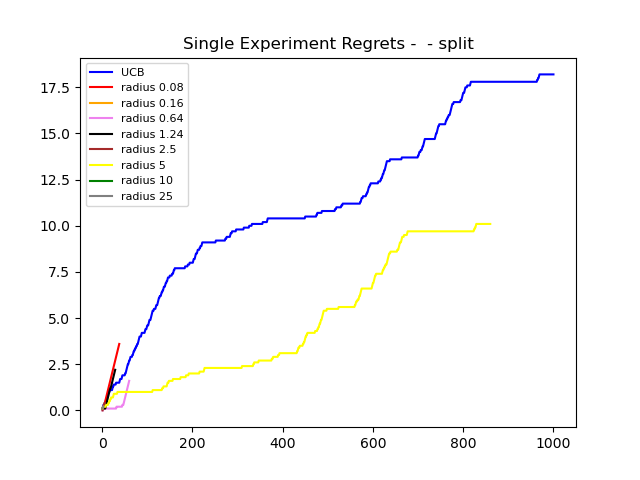 Single Experiment Regrets -  - split
UCB
radius 0.08
radius 0.16
radius 0.64
radius 1.24
radius 2.5
radius 5
radius 10
radius 25
17.5
15.0
12.5
10.0
7.5
5.0
2.5
0.0
0 200 400 600 800 1000